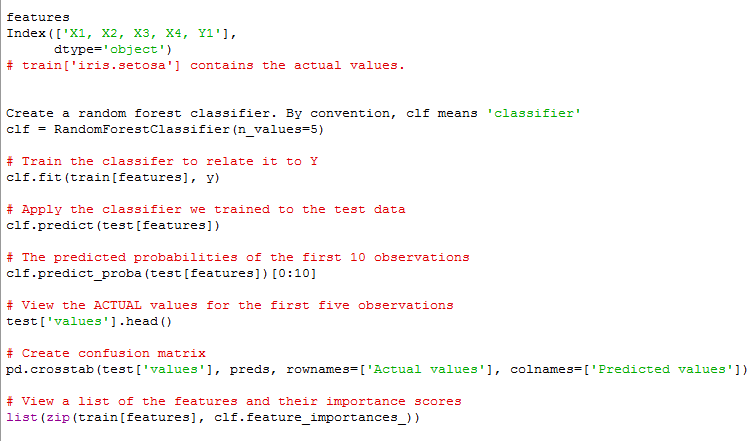 features
Index(['X1, X2, X3, X4, Y1'],
      dtype='object')
# train['iris.setosa'] contains the actual values.
Create a random forest classifier. By convention, clf means 'classifier'
clf = RandomForestClassifier(n_values=5)
# Train the classifer to relate it to Y
clf.fit(train[features], y)
# Apply the classifier we trained to the test data
clf.predict(test[features])
# The predicted probabilities of the first 10 observations
clf.predict_proba(test[features])[0:10]
# View the ACTUAL values for the first five observations
test['values'].head()
# Create confusion matrix
pd.crosstab(test['values'], preds, rownames=['Actual values'], colnames=['Predicted values'])
# View a list of the features and their importance scores
list(zip(train[features], clf.feature_importances_))